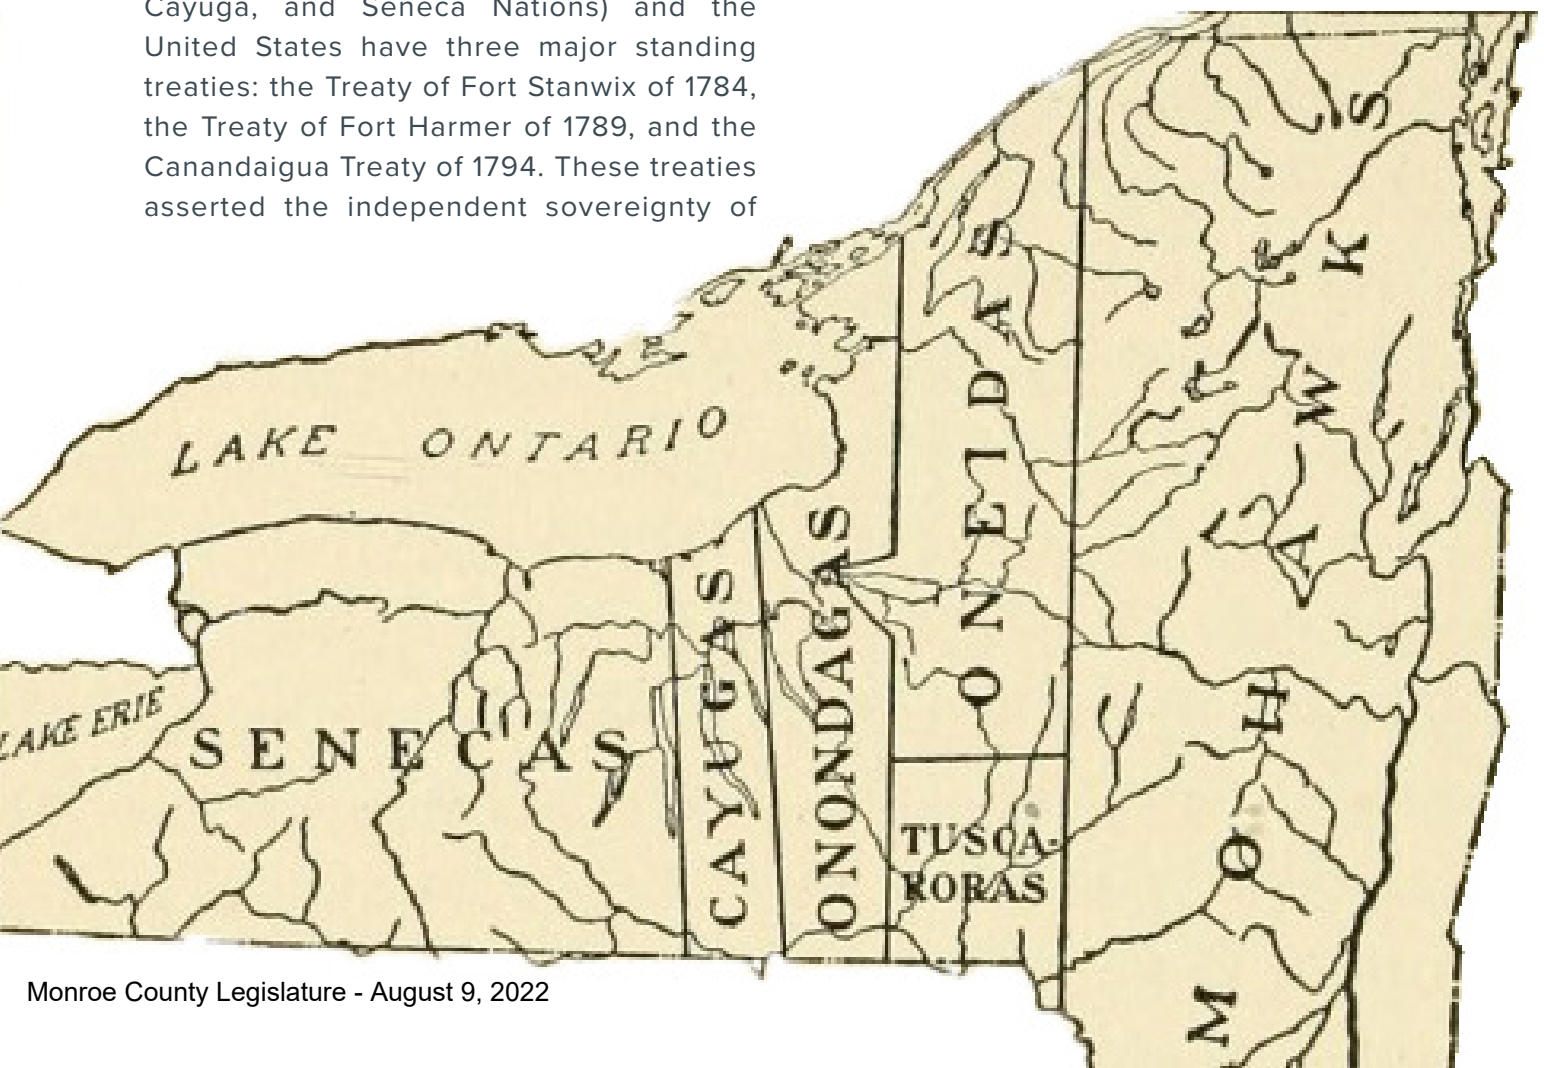 Cayuga, and Seneca Nations) and the
United States have three major standing
treaties: the Treaty of Fort Stanwix of 1784,
the Treaty of Fort Harmer of 1789, and the
Canandaigua Treaty of 1794. These treaties
asserted the independent sovereignty of
LAKE ONTARIO
LAKE ERIE
SENECAS
CAYUGAS
ONONDAGAS
ONEIDAS
TUSCA-
RORAS
MOHAWKS
Monroe County Legislature - August 9, 2022